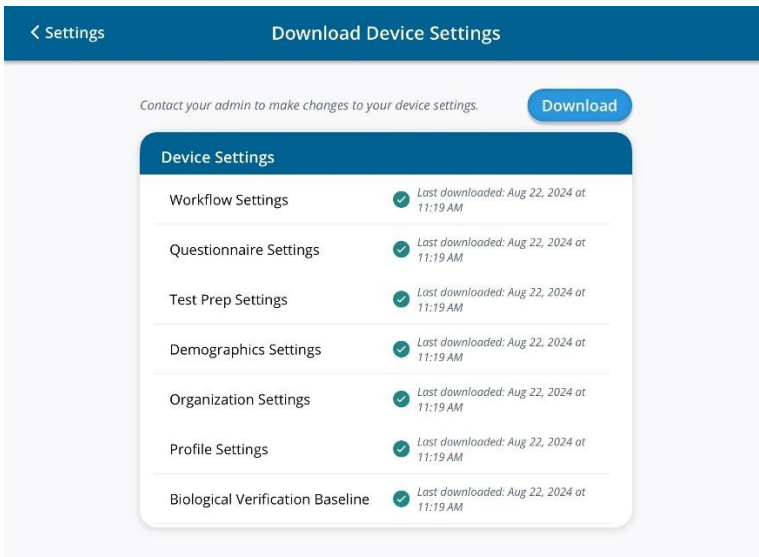 Settings
Download Device Settings
Contact your admin to make changes to your device settings.
Download
Device Settings
Workflow Settings
Last downloaded: Aug 22, 2024 at
11:19 AM
Questionnaire Settings
Last downloaded: Aug 22, 2024 at
11:19 AM
Test Prep Settings
Last downloaded: Aug 22, 2024 at
11:19 AM
Demographics Settings
Last downloaded: Aug 22, 2024 at
11:19 AM
Organization Settings
Last downloaded: Aug 22, 2024 at
11:19 AM
Profile Settings
Last downloaded: Aug 22, 2024 at
11:19 AM
Biological Verification Baseline
Last downloaded: Aug 22, 2024 at
11:19 AM